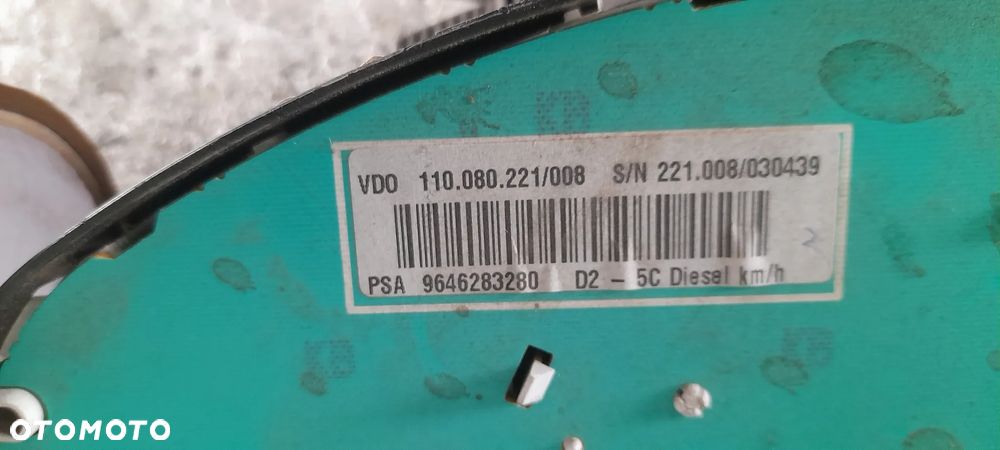 VDO 110.080.221/008 S/N 221.008/030439
2
PSA 9646283280 D2 - 5C Diesel km/h
OTOMOTO